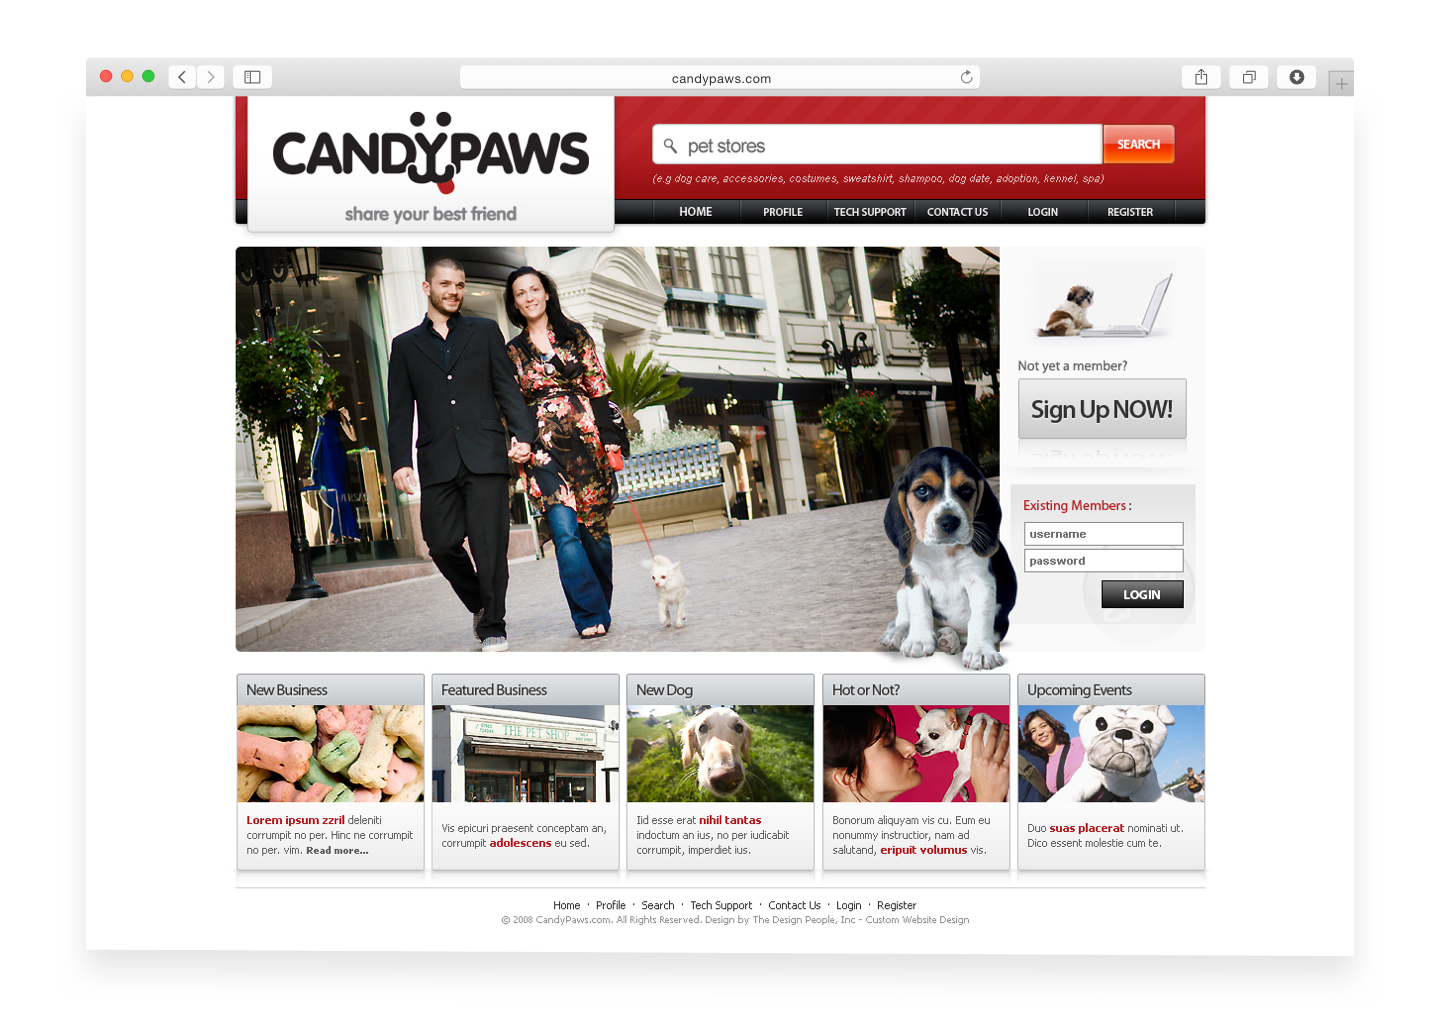 candypaws.com
CANDYPAWS
share your best friend
pet stores
SEARCH
(e.g dog care, accessories, costumes, sweatshirt, shampoo, dog date, adoption, kennel, spa)
HOME PROFILE TECH SUPPORT CONTACT US LOGIN REGISTER
Not yet a member?
Sign Up NOW!
Existing Members :
username
password
LOGIN
New Business
Lorem ipsum zzril deleniti
corrumpit no per. Hinc ne corrumpit
no per. vim. Read more...
Featured Business
THE PET SHOP
Vis epicuri praesent conceptam an,
corrumpit adolescens eu sed.
New Dog
Iid esse erat nihil tantas
indoctum an ius, no per iudicabit
corrumpit, imperdiet ius.
Hot or Not?
Bonorum aliquyam vis cu. Eum eu
nonummy instructior, nam ad
salutand, eripuit volumus vis.
Upcoming Events
Duo suas placerat nominati ut.
Dico essent molestie cum te.
Home · Profile · Search · Tech Support · Contact Us · Login · Register
© 2008 CandyPaws.com. All Rights Reserved. Design by The Design People, Inc - Custom Website Design